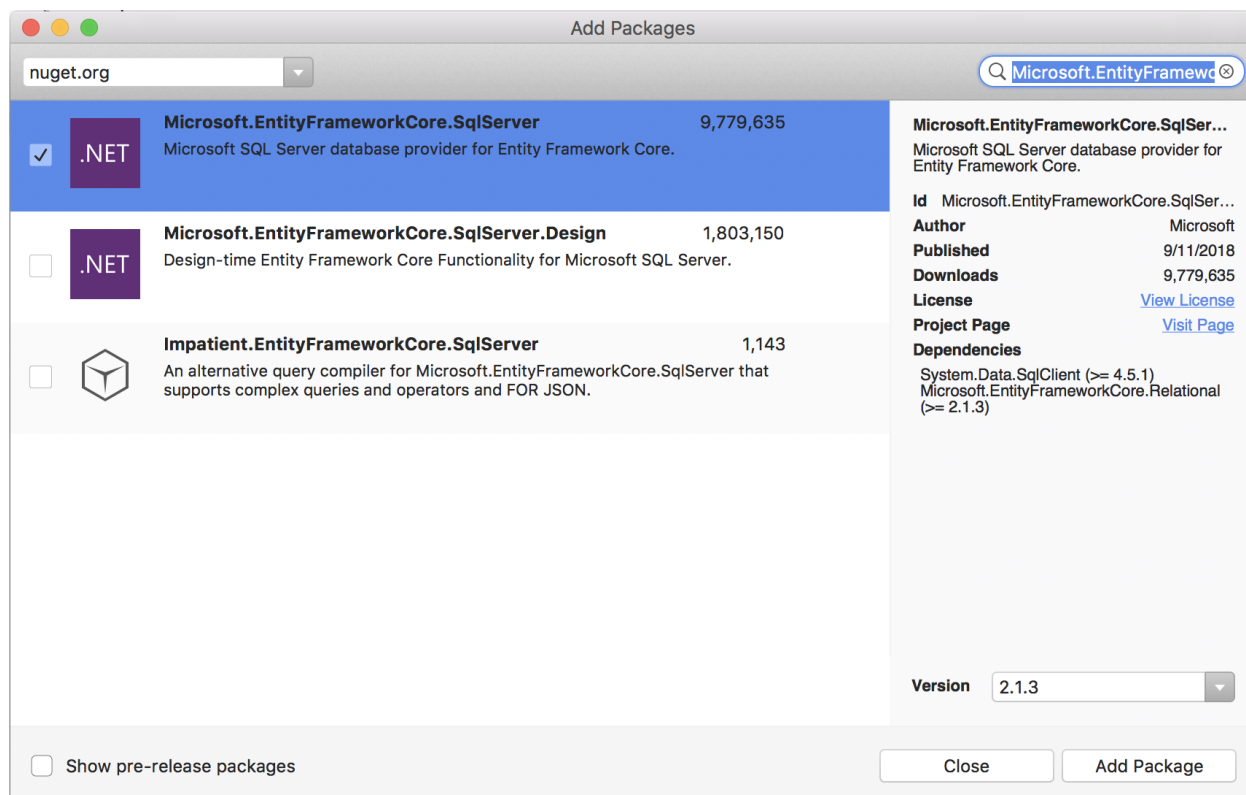 Add Packages
nuget.org
Microsoft.EntityFramewo
Microsoft.EntityFrameworkCore.SqlServer 9,779,635
.NET
Microsoft SQL Server database provider for Entity Framework Core.
Microsoft.EntityFrameworkCore.SqlServer.Design 1,803,150
.NET
Design-time Entity Framework Core Functionality for Microsoft SQL Server.
Impatient.EntityFrameworkCore.SqlServer 1,143
An alternative query compiler for Microsoft.EntityFrameworkCore.SqlServer that
supports complex queries and operators and FOR JSON.
Microsoft.EntityFrameworkCore.SqlSer...
Microsoft SQL Server database provider for
Entity Framework Core.
Id Microsoft.EntityFrameworkCore.SqlSer...
Author Microsoft
Published 9/11/2018
Downloads 9,779,635
License View License
Project Page Visit Page
Dependencies
System.Data.SqlClient (>= 4.5.1)
Microsoft.EntityFrameworkCore.Relational
(>= 2.1.3)
Version 2.1.3
Show pre-release packages
Close
Add Package